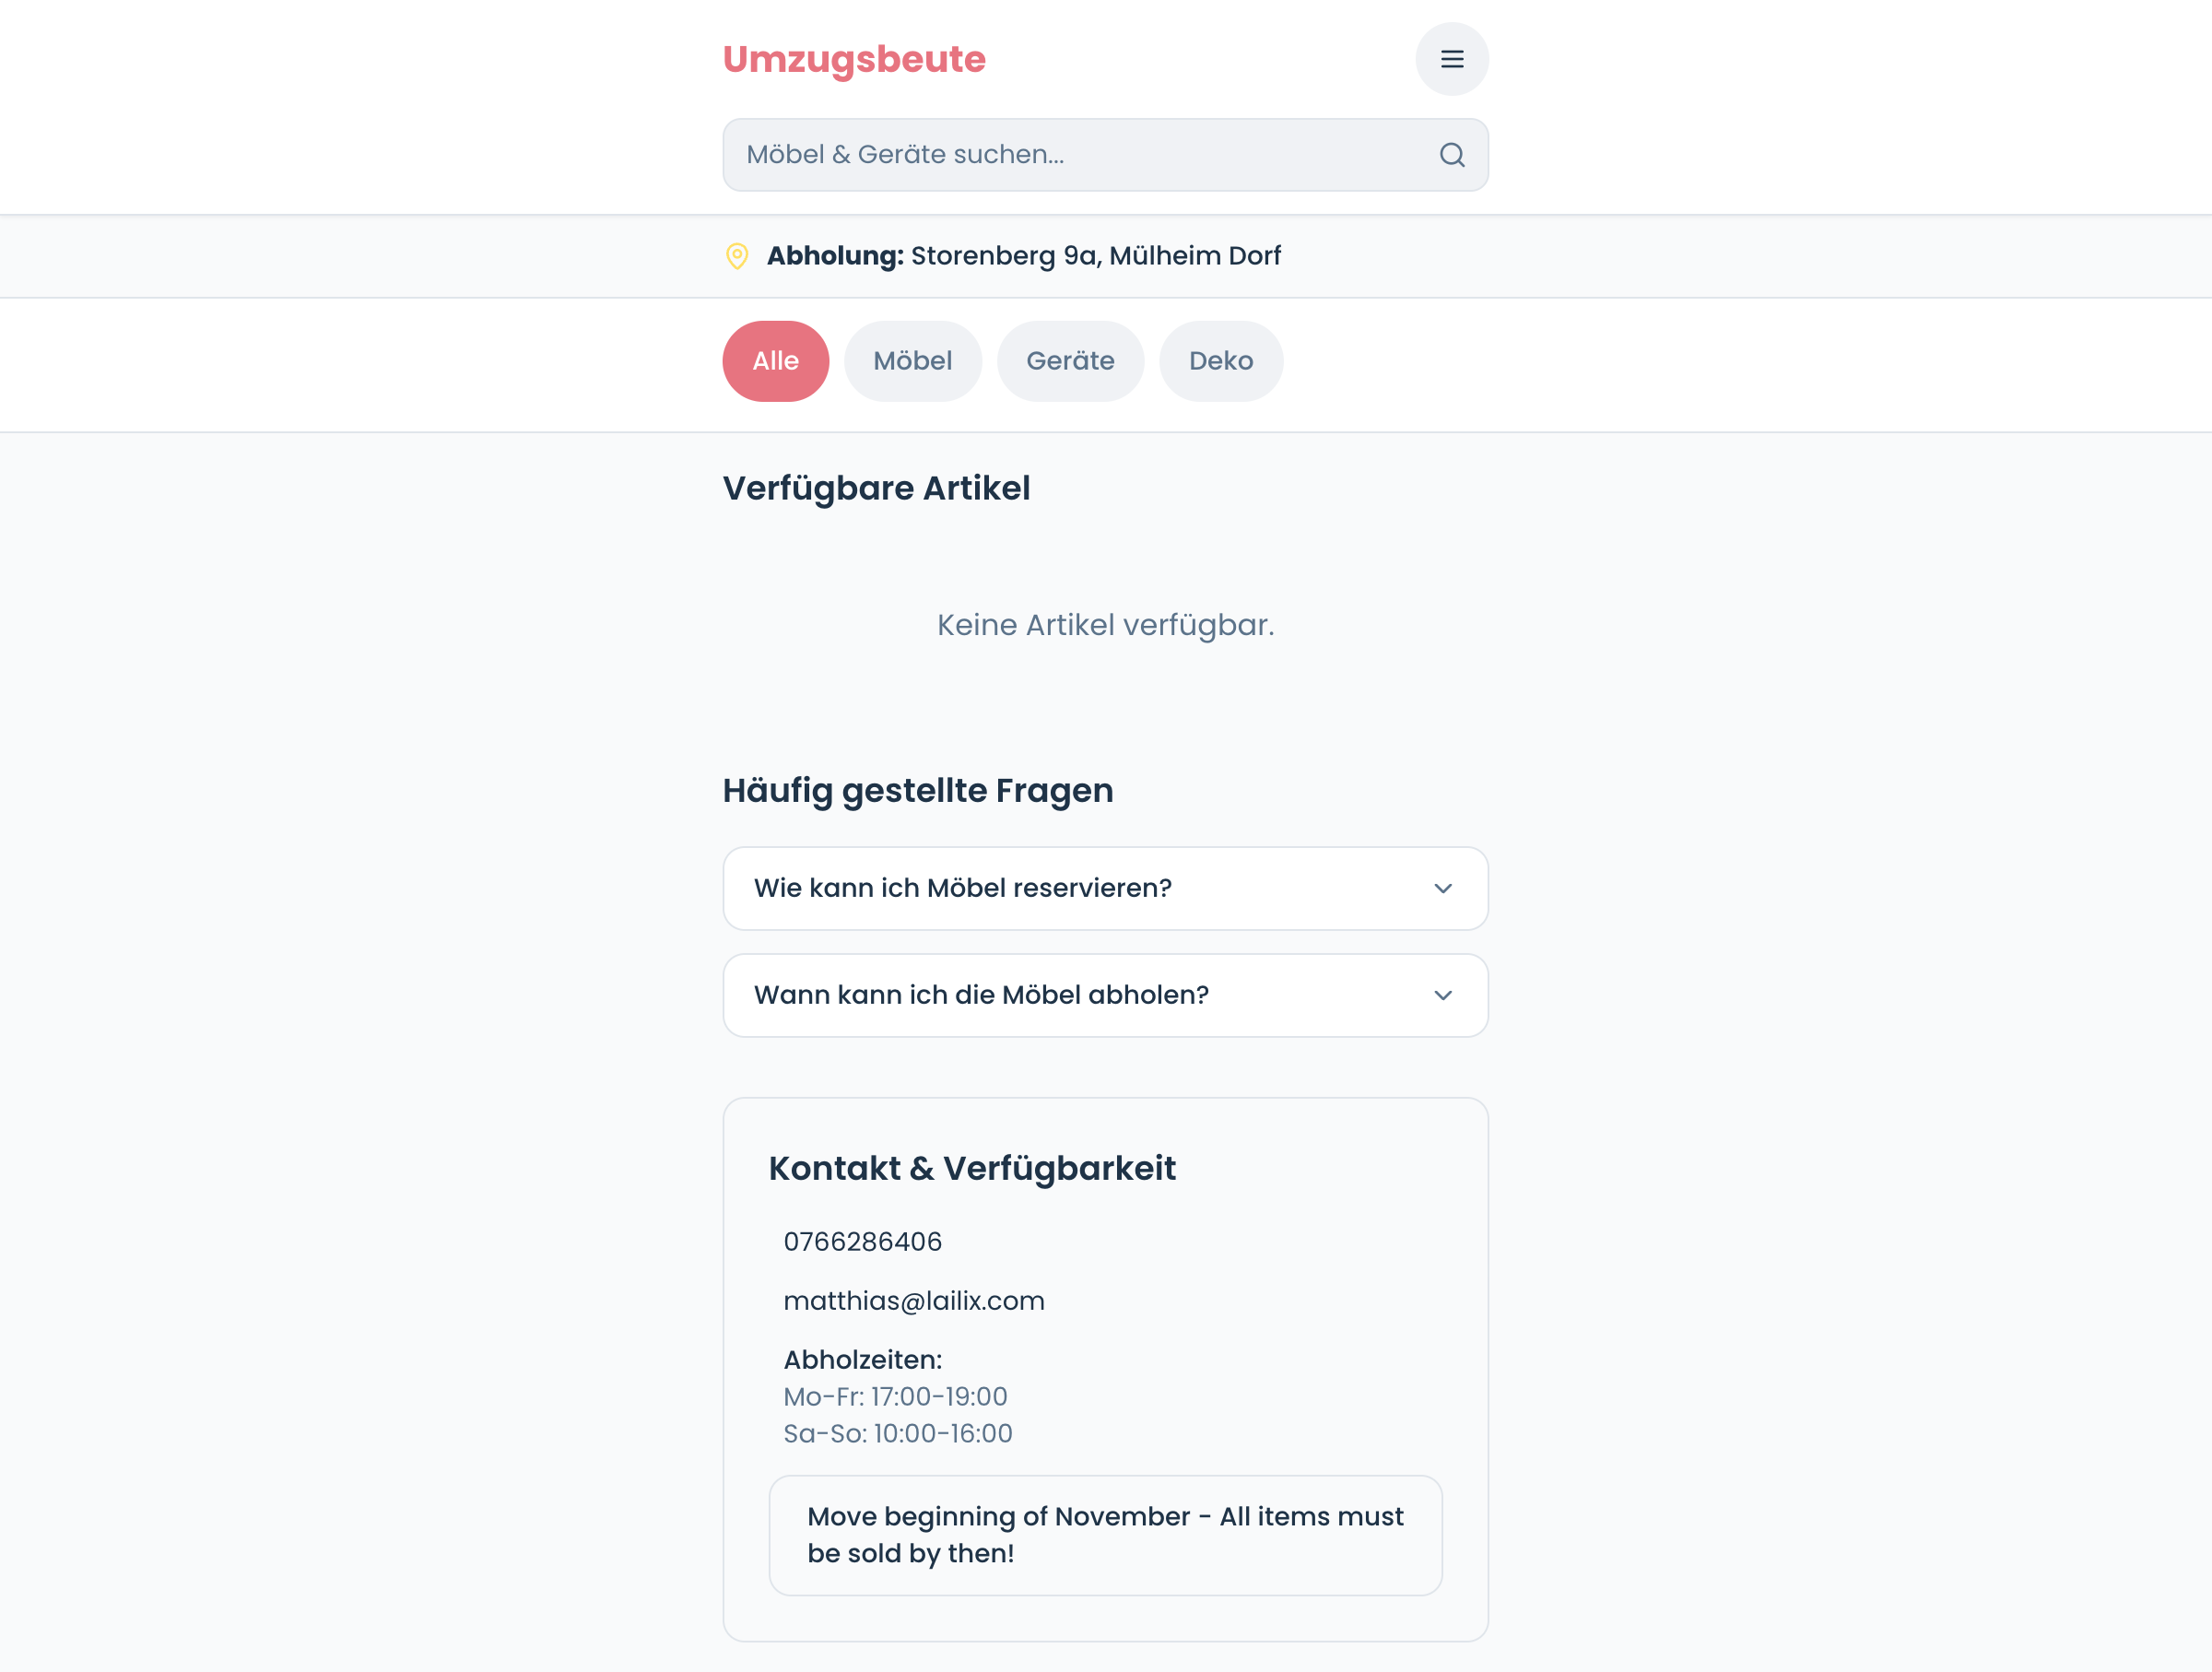 Umzugsbeute
Möbel & Geräte suchen...
Abholung: Storenberg 9a, Mülheim Dorf
Alle
Möbel
Geräte
Deko
Verfügbare Artikel
Keine Artikel verfügbar.
Häufig gestellte Fragen
Wie kann ich Möbel reservieren?
Wann kann ich die Möbel abholen?
Kontakt & Verfügbarkeit
0766286406
matthias@lailix.com
Abholzeiten:
Mo-Fr: 17:00-19:00
Sa-So: 10:00-16:00
Move beginning of November - All items must
be sold by then!